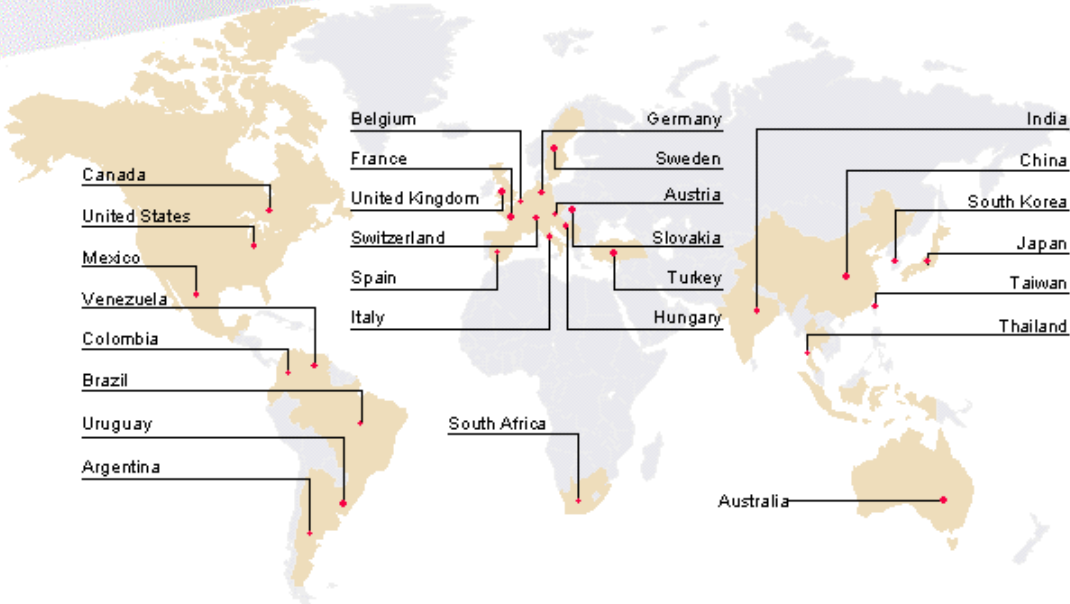 Canada
United States
Mexico
Venezuela
Colombia
Brazil
Uruguay
Argentina
Belgium
France
United Kingdom
Switzerland
Spain
Italy
Germany
Sweden
Austria
Slovakia
Turkey
Hungary
South Africa
India
China
South Korea
Japan
Taiwan
Thailand
Australia